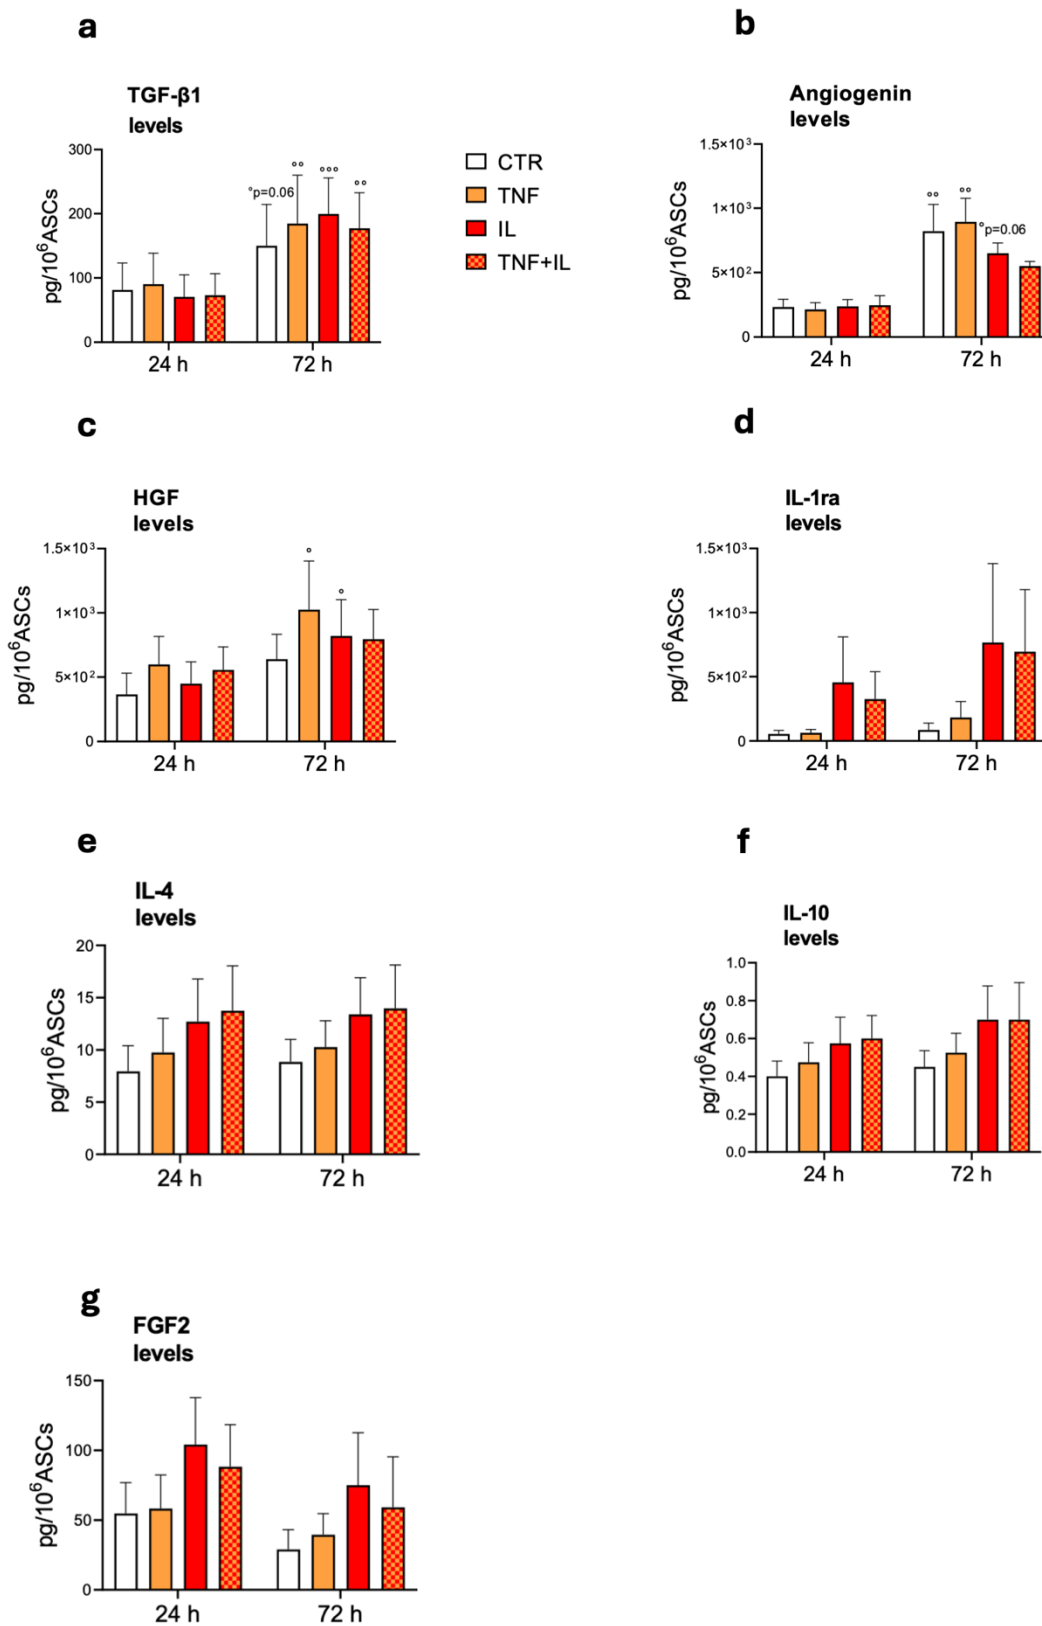 a
TGF-β1
levels
300
200
100
0
pg/10⁶ASCs
°p=0.06
°°
°°°
°°
24 h
72 h
CTR
TNF
IL
TNF+IL
b
Angiogenin
levels
1.5×10³
1×10³
5×10²
0
pg/10⁶ASCs
°°
°°
°p=0.06
24 h
72 h
c
HGF
levels
1.5×10³
1×10³
5×10²
0
pg/10⁶ASCs
°
°
24 h
72 h
d
IL-1ra
levels
1.5×10³
1×10³
5×10²
0
pg/10⁶ASCs
24 h
72 h
e
IL-4
levels
20
15
10
5
0
pg/10⁶ASCs
24 h
72 h
f
IL-10
levels
1.0
0.8
0.6
0.4
0.2
0.0
pg/10⁶ASCs
24 h
72 h
g
FGF2
levels
150
100
50
0
pg/10⁶ASCs
24 h
72 h